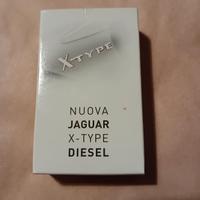 X-TYPE
NUOVA
JAGUAR
X-TYPE
DIESEL